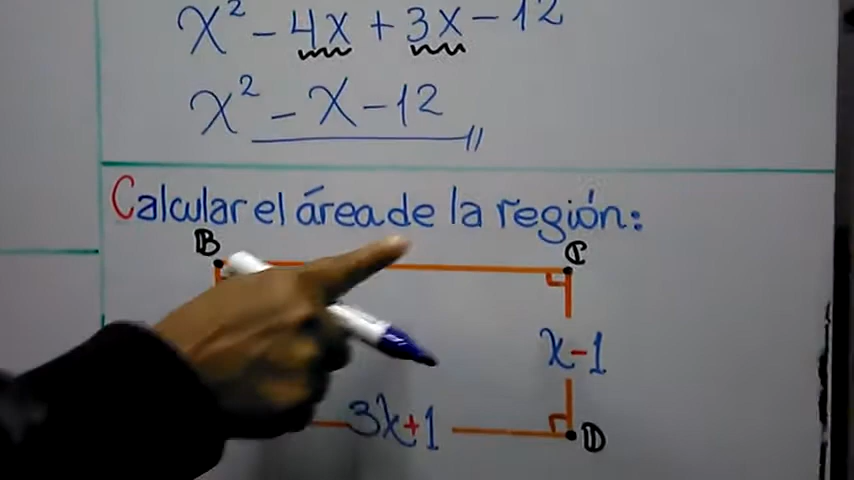 x² - 4x + 3x - 12
x² - x - 12
Calcular el área de la región:
B C
x-1
3x+1 D